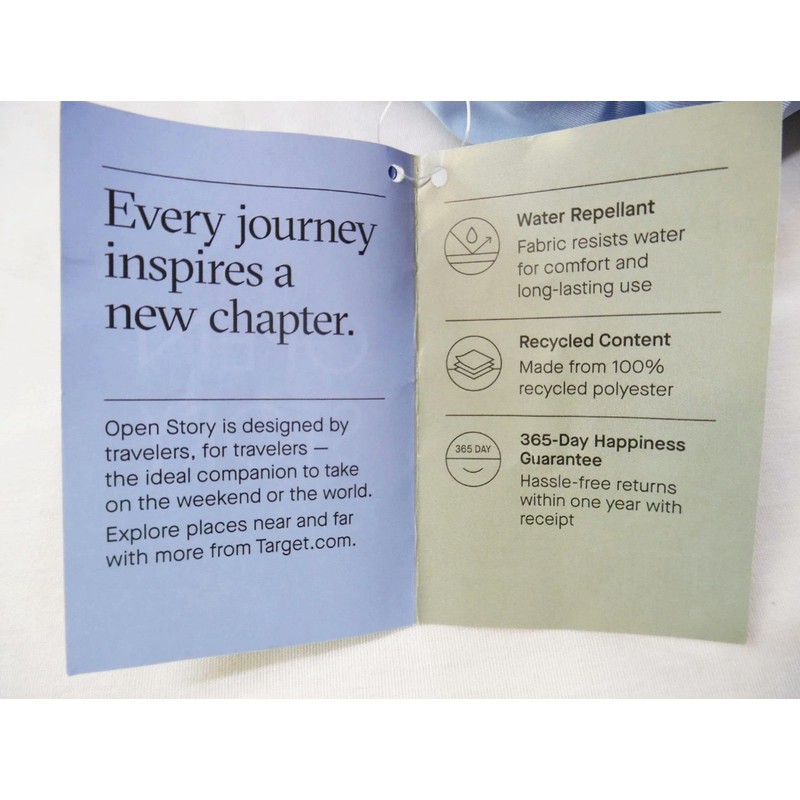 Every journey
inspires a
new chapter.
Open Story is designed by
travelers, for travelers —
the ideal companion to take
on the weekend or the world.
Explore places near and far
with more from Target.com.
Water Repellant
Fabric resists water
for comfort and
long-lasting use
Recycled Content
Made from 100%
recycled polyester
365 DAY
365-Day Happiness
Guarantee
Hassle-free returns
within one year with
receipt